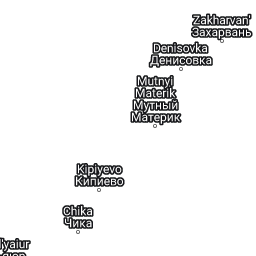 Zakharvan'
Захарвань
Denisovka
Денисовка
Mutnyi
Materik
Мутный
Материк
Kipiyevo
Кипиево
Chika
Чика